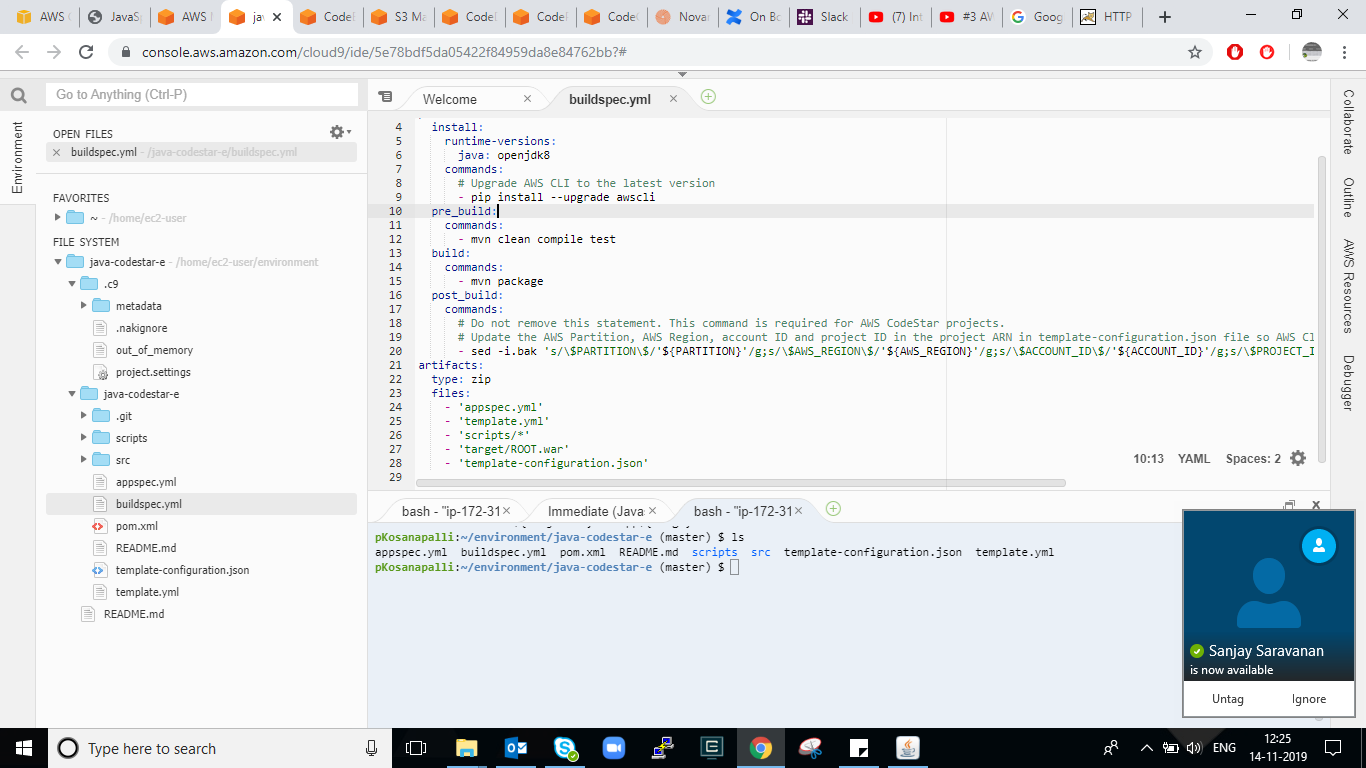 AWS C
JavaSp
AWS N
ja
CodeB
S3 Ma
CodeD
CodeP
CodeC
Novar
On Bo
Slack
(7) Int
#3 AW
Goog
HTTP
console.aws.amazon.com/cloud9/ide/5e78bdf5da05422f84959da8e84762bb?#
Go to Anything (Ctrl-P)
Welcome
buildspec.yml
Environment
OPEN FILES
buildspec.yml - /java-codestar-e/buildspec.yml
FAVORITES
~ - /home/ec2-user
FILE SYSTEM
java-codestar-e - /home/ec2-user/environment
.c9
metadata
.nakignore
out_of_memory
project.settings
java-codestar-e
.git
scripts
src
appspec.yml
buildspec.yml
pom.xml
README.md
template-configuration.json
template.yml
README.md
4 install:
5 runtime-versions:
6 java: openjdk8
7 commands:
8 # Upgrade AWS CLI to the latest version
9 - pip install --upgrade awscli
10 pre_build:
11 commands:
12 - mvn clean compile test
13 build:
14 commands:
15 - mvn package
16 post_build:
17 commands:
18 # Do not remove this statement. This command is required for AWS CodeStar projects.
19 # Update the AWS Partition, AWS Region, account ID and project ID in the project ARN in template-configuration.json file so AWS Cl
20 - sed -i.bak 's/\$PARTITION\$/'${PARTITION}'/g;s/\$AWS_REGION\$/'${AWS_REGION}'/g;s/\$ACCOUNT_ID\$/'${ACCOUNT_ID}'/g;s/\$PROJECT_I
21 artifacts:
22 type: zip
23 files:
24 - 'appspec.yml'
25 - 'template.yml'
26 - 'scripts/*'
27 - 'target/ROOT.war'
28 - 'template-configuration.json'
29
10:13 YAML Spaces: 2
Collaborate
Outline
AWS Resources
Debugger
bash - "ip-172-31
Immediate (Java
bash - "ip-172-31
pKosanapalli:~/environment/java-codestar-e (master) $ ls
appspec.yml buildspec.yml pom.xml README.md scripts src template-configuration.json template.yml
pKosanapalli:~/environment/java-codestar-e (master) $
Sanjay Saravanan
is now available
Untag Ignore
Type here to search
ENG
12:25
14-11-2019